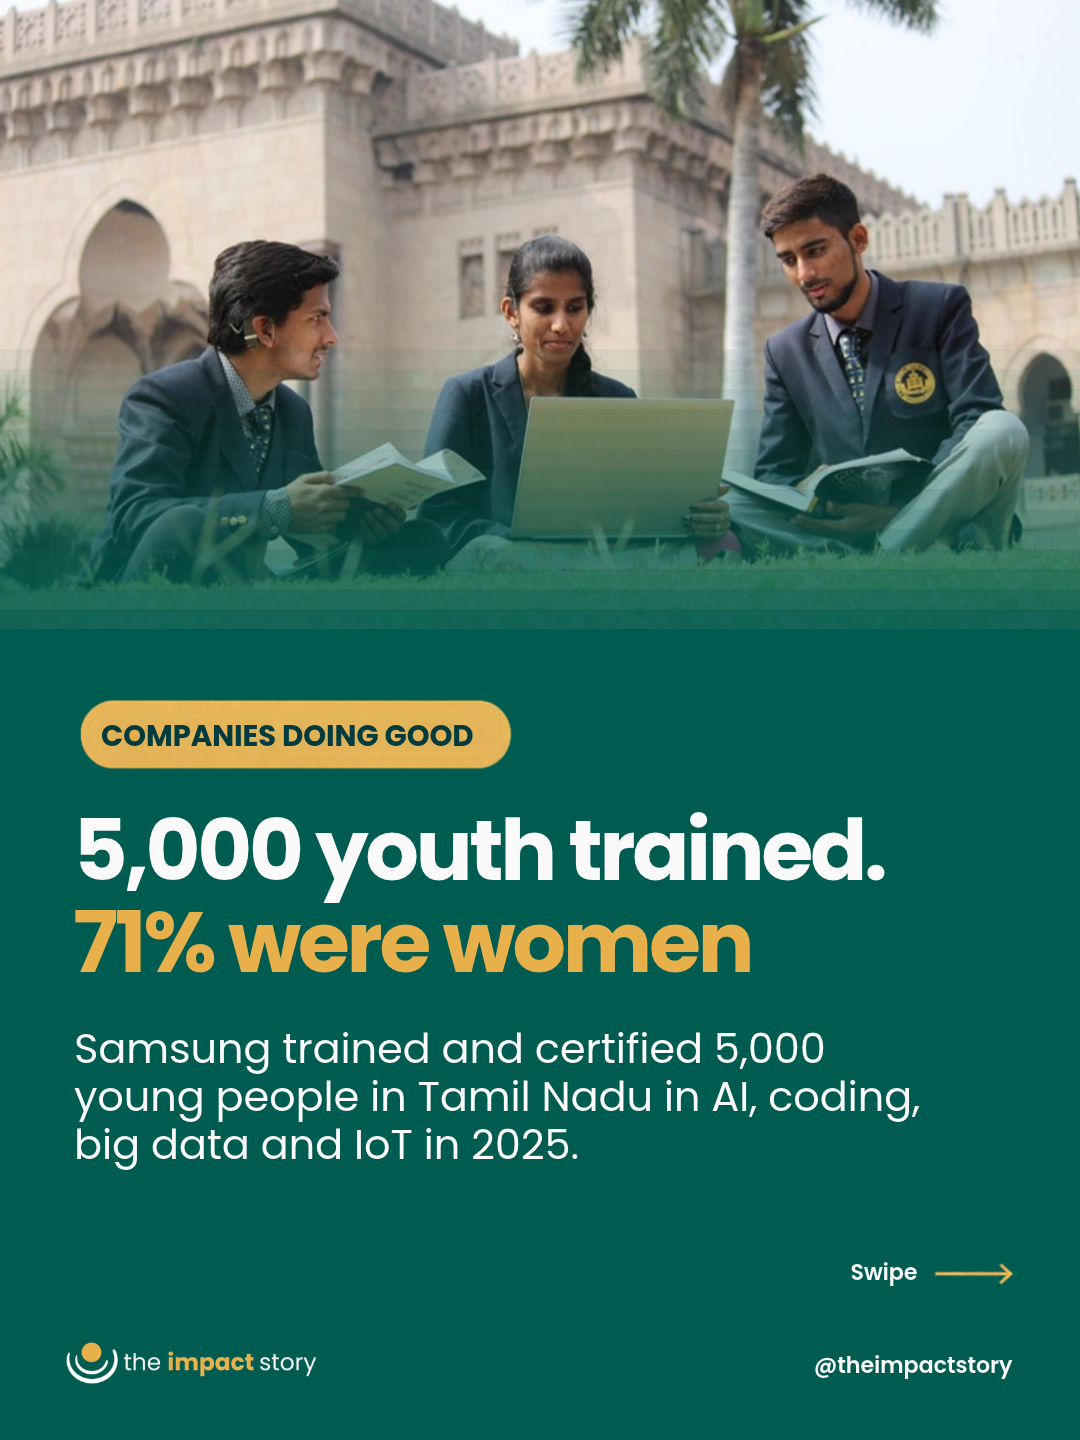 COMPANIES DOING GOOD
5,000 youth trained.
71% were women
Samsung trained and certified 5,000
young people in Tamil Nadu in AI, coding,
big data and IoT in 2025.
Swipe
the impact story
@theimpactstory